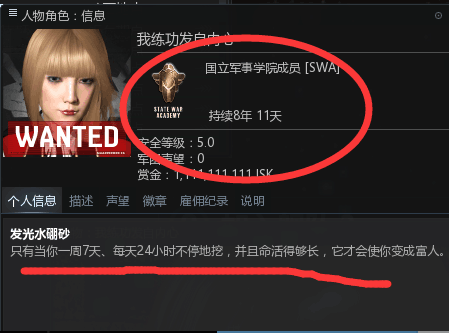 人物角色：信息
我练功发自内心
国立军事学院成员 [SWA]
STATE WAR
ACADEMY
持续8年 11天
WANTED
安全等级：5.0
军团声望：0
赏金：1,111,111,111 ISK
个人信息 描述 声望 徽章 雇佣纪录 说明
发光水硼砂
只有当你一周7天、每天24小时不停地挖，并且命活得够长，它才会使你变成富人。